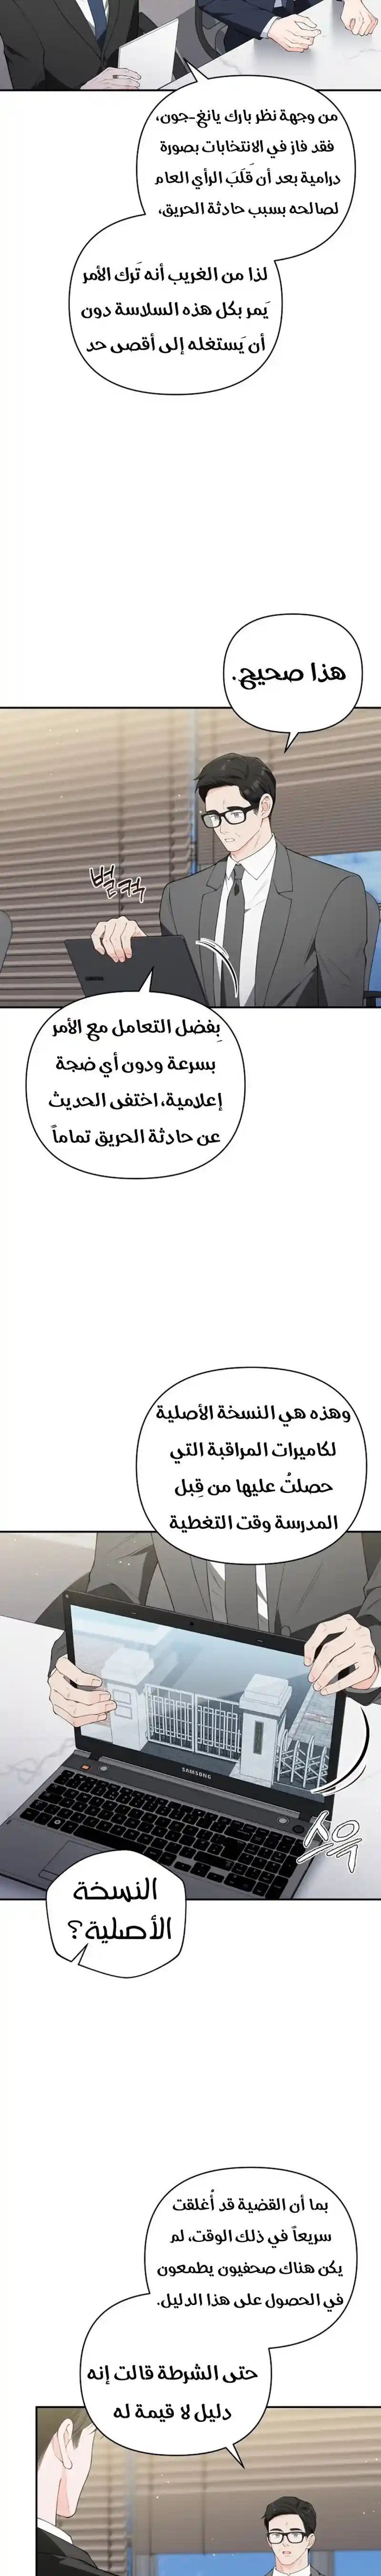 من وجهة نظر بارك يانغ-جون،
فقد فاز في الانتخابات بصورة
درامية بعد أن قَلَبَ الرأي العام
لصالحه بسبب حادثة الحريق،
لذا من الغريب أنه تَرك الأمر
يَمر بكل هذه السلاسة دون
أن يَستغله إلى أقصى حد
هذا صحيح.
벌컥
بِفضل التعامل مع الأمر
بسرعة ودون أي ضجة
إعلامية، اختفى الحديث
عن حادثة الحريق تماماً
وهذه هي النسخة الأصلية
لكاميرات المراقبة التي
حصلتُ عليها من قِبل
المدرسة وقت التغطية
SAMSUNG
스윽
النسخة
الأصلية؟
بما أن القضية قد أُغلقت
سريعاً في ذلك الوقت، لم
يكن هناك صحفيون يطمعون
في الحصول على هذا الدليل.
حتى الشرطة قالت إنه
دليل لا قيمة له